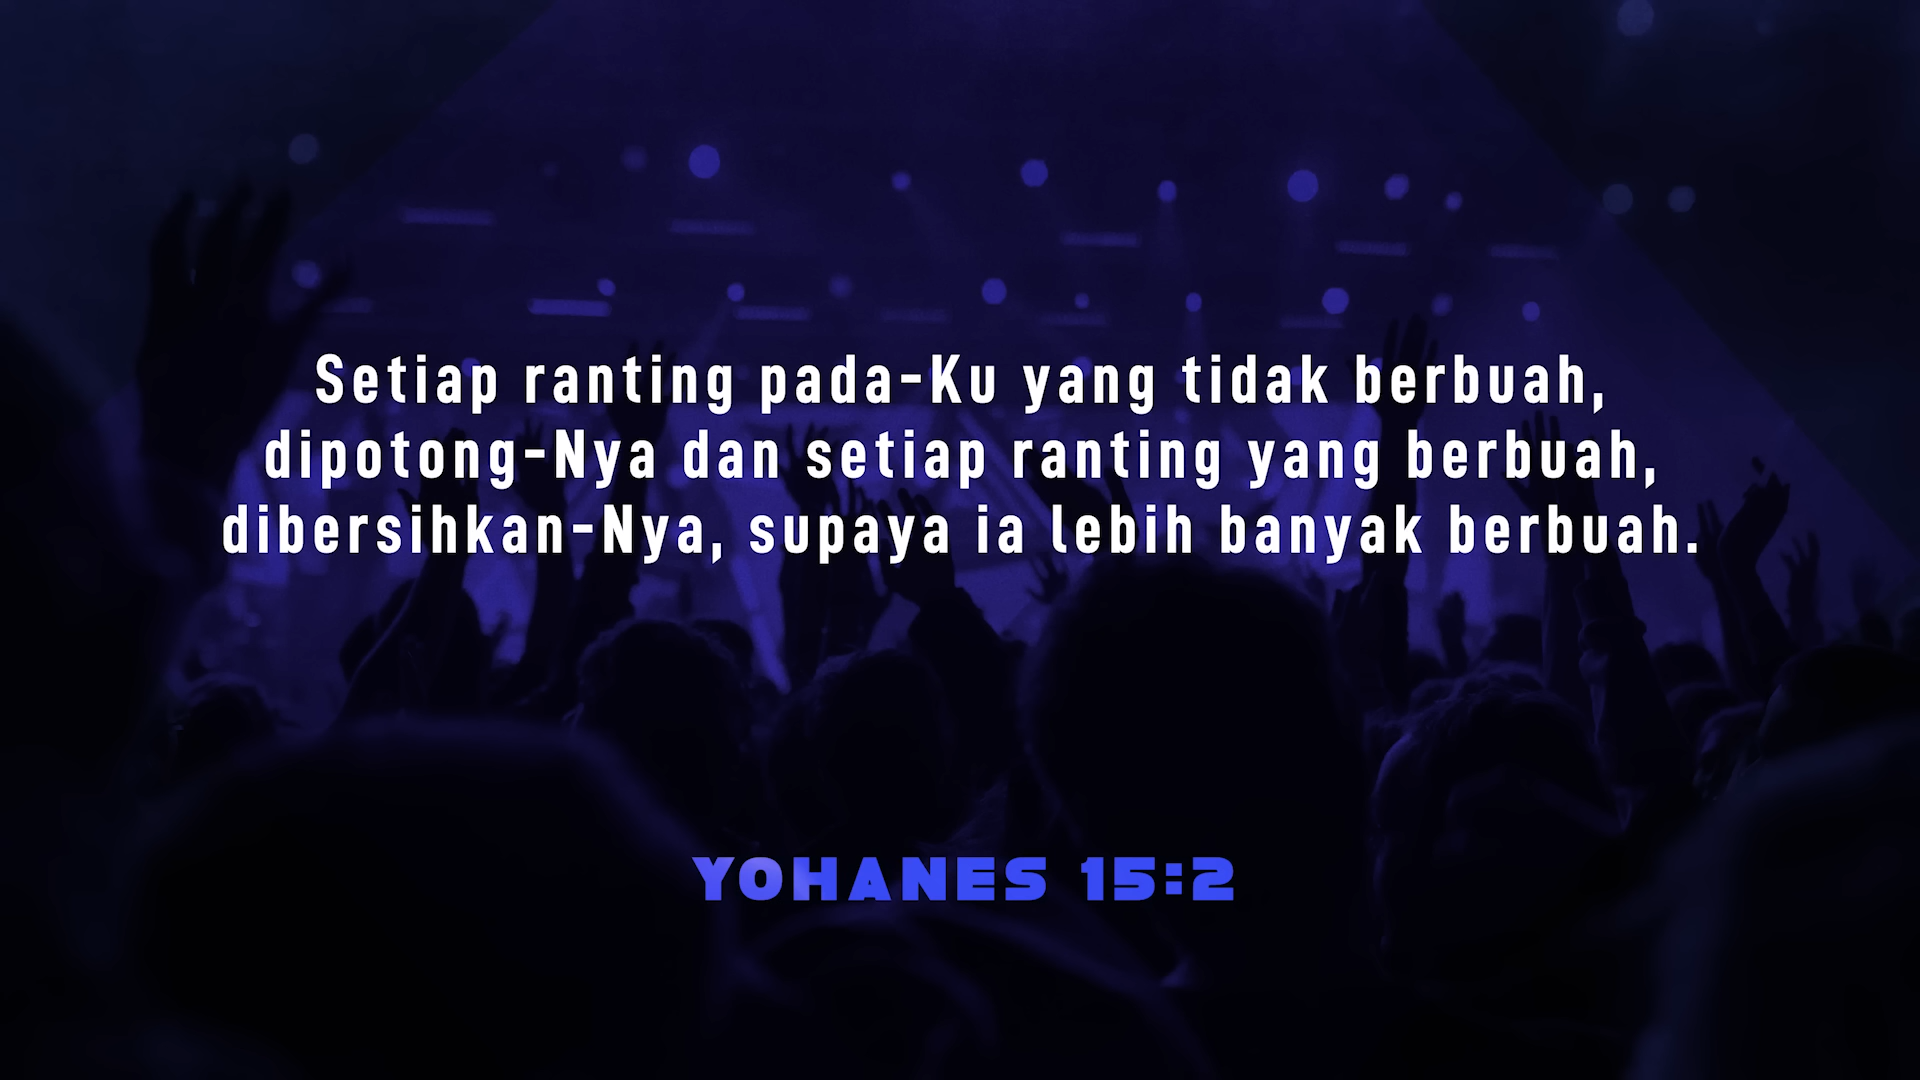 Setiap ranting pada-Ku yang tidak berbuah,
dipotong-Nya dan setiap ranting yang berbuah,
dibersihkan-Nya, supaya ia lebih banyak berbuah.
YOHANES 15:2